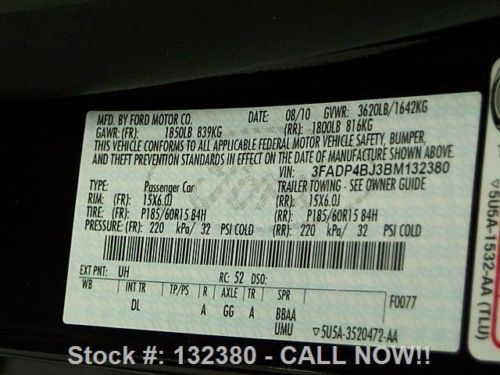 MFD. BY FORD MOTOR CO.
DATE: 08/10 GVWR: 3620LB/1642KG
GAWR: (FR): 1850LB 839KG (RR): 1800LB 816KG
THIS VEHICLE CONFORMS TO ALL APPLICABLE FEDERAL MOTOR VEHICLE SAFETY, BUMPER,
AND THEFT PREVENTION STANDARDS IN EFFECT ON THE DATE OF MANUFACTURE SHOWN ABOVE.
VIN: 3FADP4BJ3BM132380
TYPE: Passenger Car TRAILER TOWING - SEE OWNER GUIDE
RIM: (FR): 15X6.0J (RR): 15X6.0J
TIRE: (FR): P185/60R15 84H (RR): P185/60R15 84H
PRESSURE: (FR): 220 kPa/ 32 PSI COLD (RR): 220 kPa/ 32 PSI COLD
EXT PNT: UH RC: 52 DSO:
WB INT TR TP/PS R AXLE TR SPR F0077
DL A GG A BBAA
UMU ▽5U5A-3520472-AA
5U5A-1532-AA (TLU)
Stock #: 132380 - CALL NOW!!